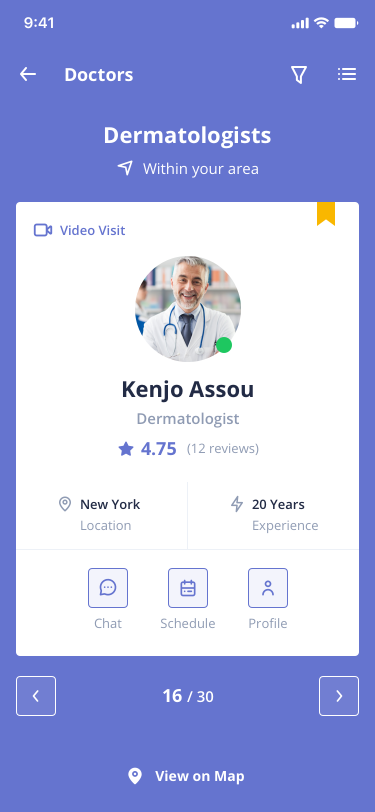 9:41
Doctors
Dermatologists
Within your area
Video Visit
Kenjo Assou
Dermatologist
4.75 (12 reviews)
New York 20 Years
Location Experience
Chat Schedule Profile
16 / 30
View on Map